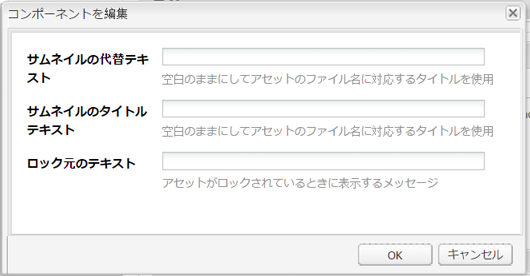 コンポーネントを編集
サムネイルの代替テキ
スト
空白のままにしてアセットのファイル名に対応するタイトルを使用
サムネイルのタイトル
テキスト
空白のままにしてアセットのファイル名に対応するタイトルを使用
ロック元のテキスト
アセットがロックされているときに表示するメッセージ
OK
キャンセル